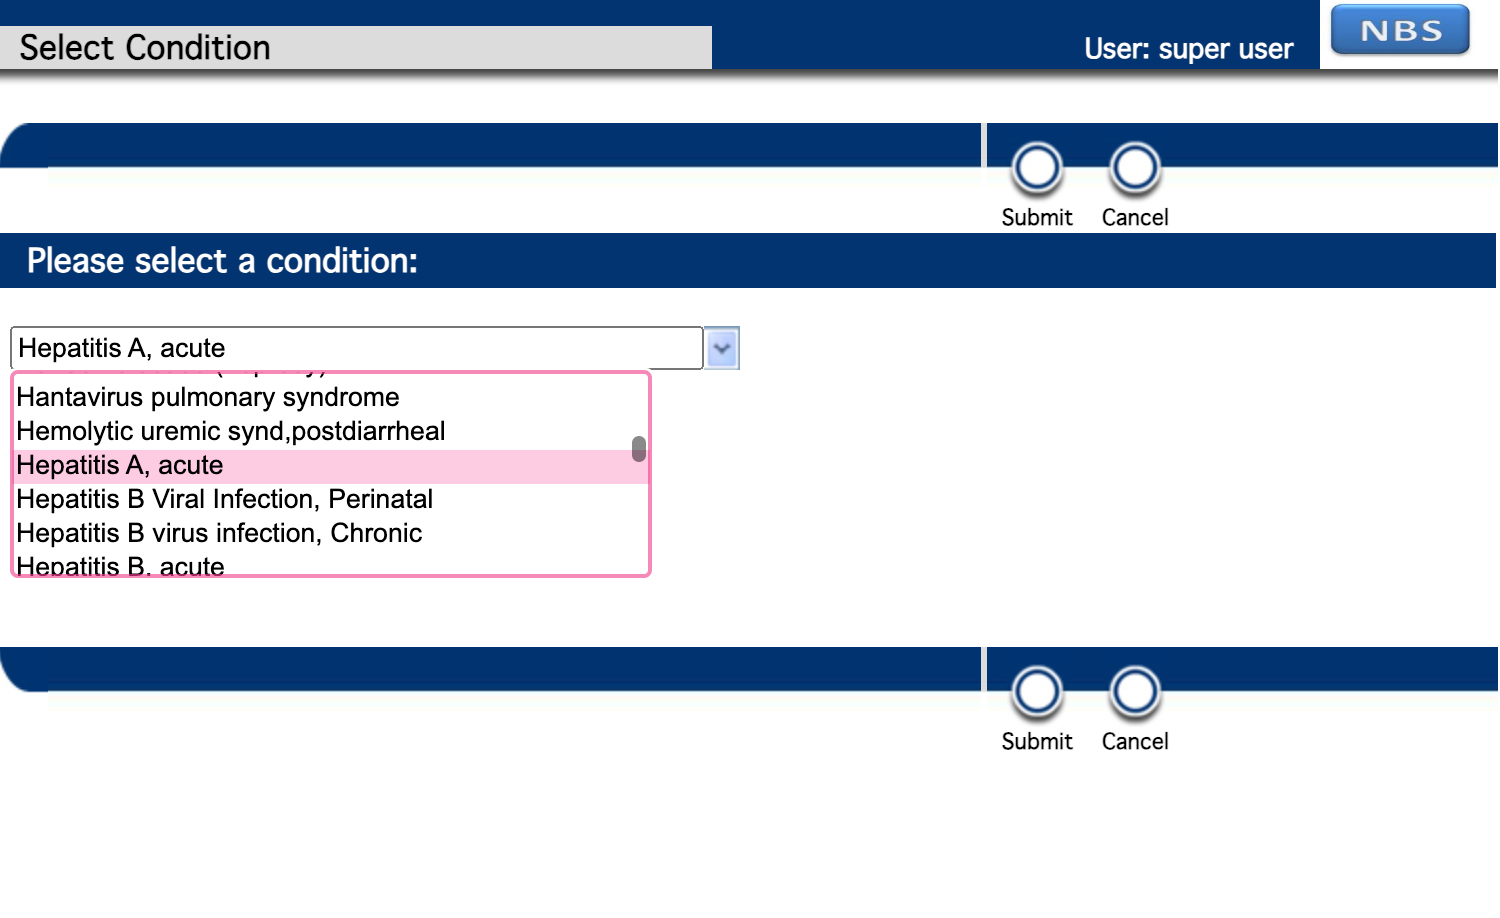 Select Condition
User: super user
NBS
Submit
Cancel
Please select a condition:
Hepatitis A, acute
Hantavirus pulmonary syndrome
Hemolytic uremic synd,postdiarrheal
Hepatitis A, acute
Hepatitis B Viral Infection, Perinatal
Hepatitis B virus infection, Chronic
Hepatitis B, acute
Submit
Cancel